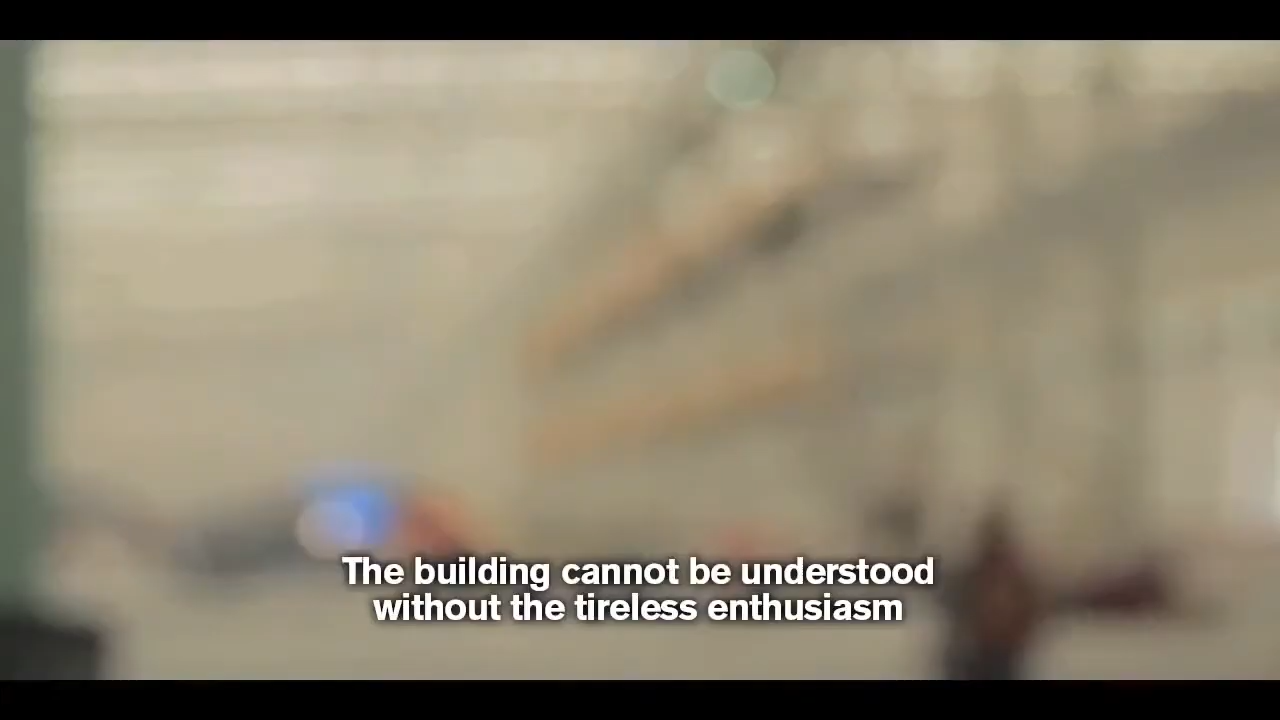 The building cannot be understood
without the tireless enthusiasm